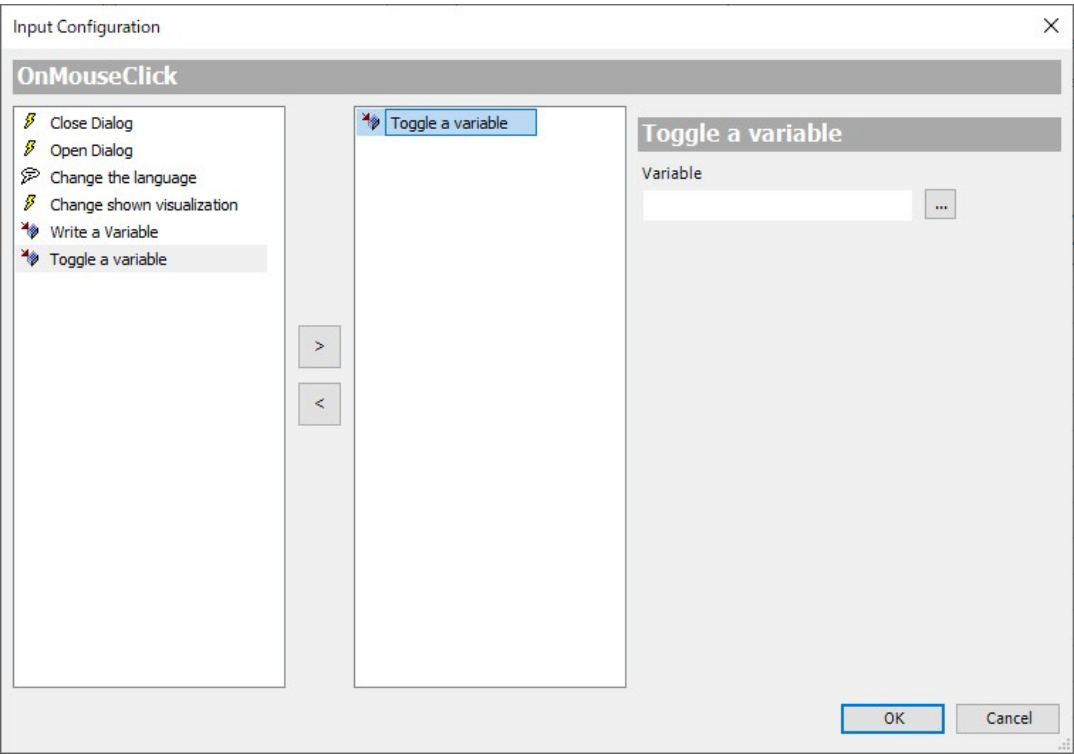 Input Configuration
OnMouseClick
Close Dialog
Open Dialog
Change the language
Change shown visualization
Write a Variable
Toggle a variable
>
<
Toggle a variable
Toggle a variable
Variable
...
OK
Cancel